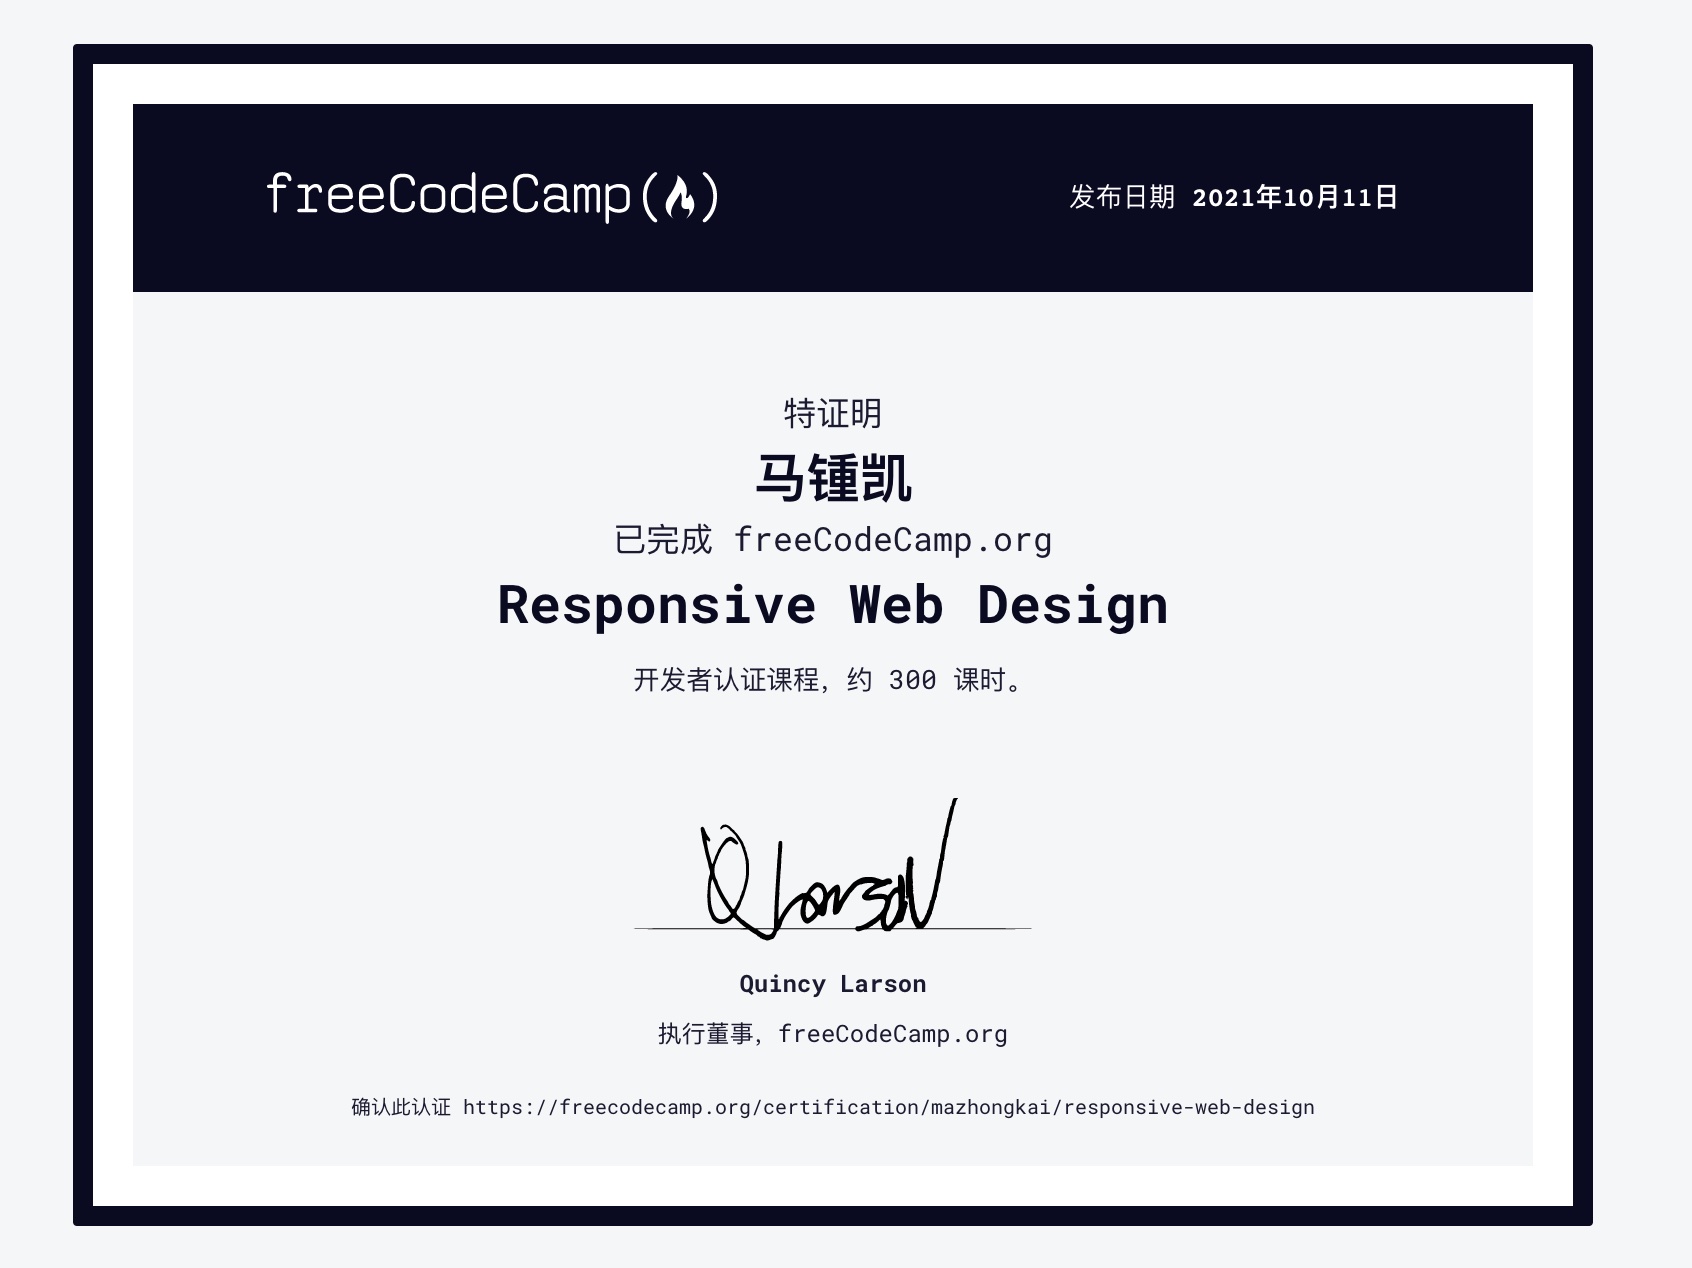 freeCodeCamp()
发布日期 2021年10月11日
特证明
马锺凯
已完成 freeCodeCamp.org
Responsive Web Design
开发者认证课程，约 300 课时。
Q Larson
Quincy Larson
执行董事，freeCodeCamp.org
确认此认证 https://freecodecamp.org/certification/mazhongkai/responsive-web-design